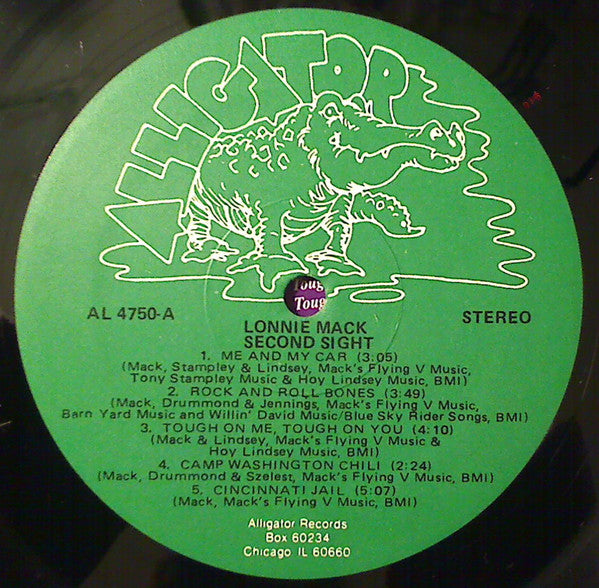 ALLIGATOR
Toug
Toug
AL 4750-A
STEREO
LONNIE MACK
SECOND SIGHT
1. ME AND MY CAR (3:05)
(Mack, Stampley & Lindsey, Mack's Flying V Music,
Tony Stampley Music & Hoy Lindsey Music, BMI)
2. ROCK AND ROLL BONES (3:49)
(Mack, Drummond & Jennings, Mack's Flying V Music,
Barn Yard Music and Willin' David Music/Blue Sky Rider Songs, BMI)
3. TOUGH ON ME, TOUGH ON YOU (4:10)
(Mack & Lindsey, Mack's Flying V Music &
Hoy Lindsey Music, BMI)
4. CAMP WASHINGTON CHILI (2:24)
(Mack, Drummond & Szelest, Mack's Flying V Music, BMI)
5. CINCINNATI JAIL (5:07)
(Mack, Mack's Flying V Music, BMI)
Alligator Records
Box 60234
Chicago IL 60660